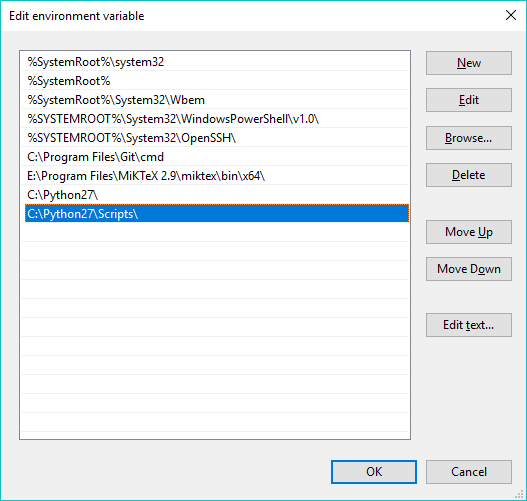 Edit environment variable
%SystemRoot%\system32
%SystemRoot%
%SystemRoot%\System32\Wbem
%SYSTEMROOT%\System32\WindowsPowerShell\v1.0\
%SYSTEMROOT%\System32\OpenSSH\
C:\Program Files\Git\cmd
E:\Program Files\MiKTeX 2.9\miktex\bin\x64\
C:\Python27\
C:\Python27\Scripts\
New
Edit
Browse...
Delete
Move Up
Move Down
Edit text...
OK
Cancel